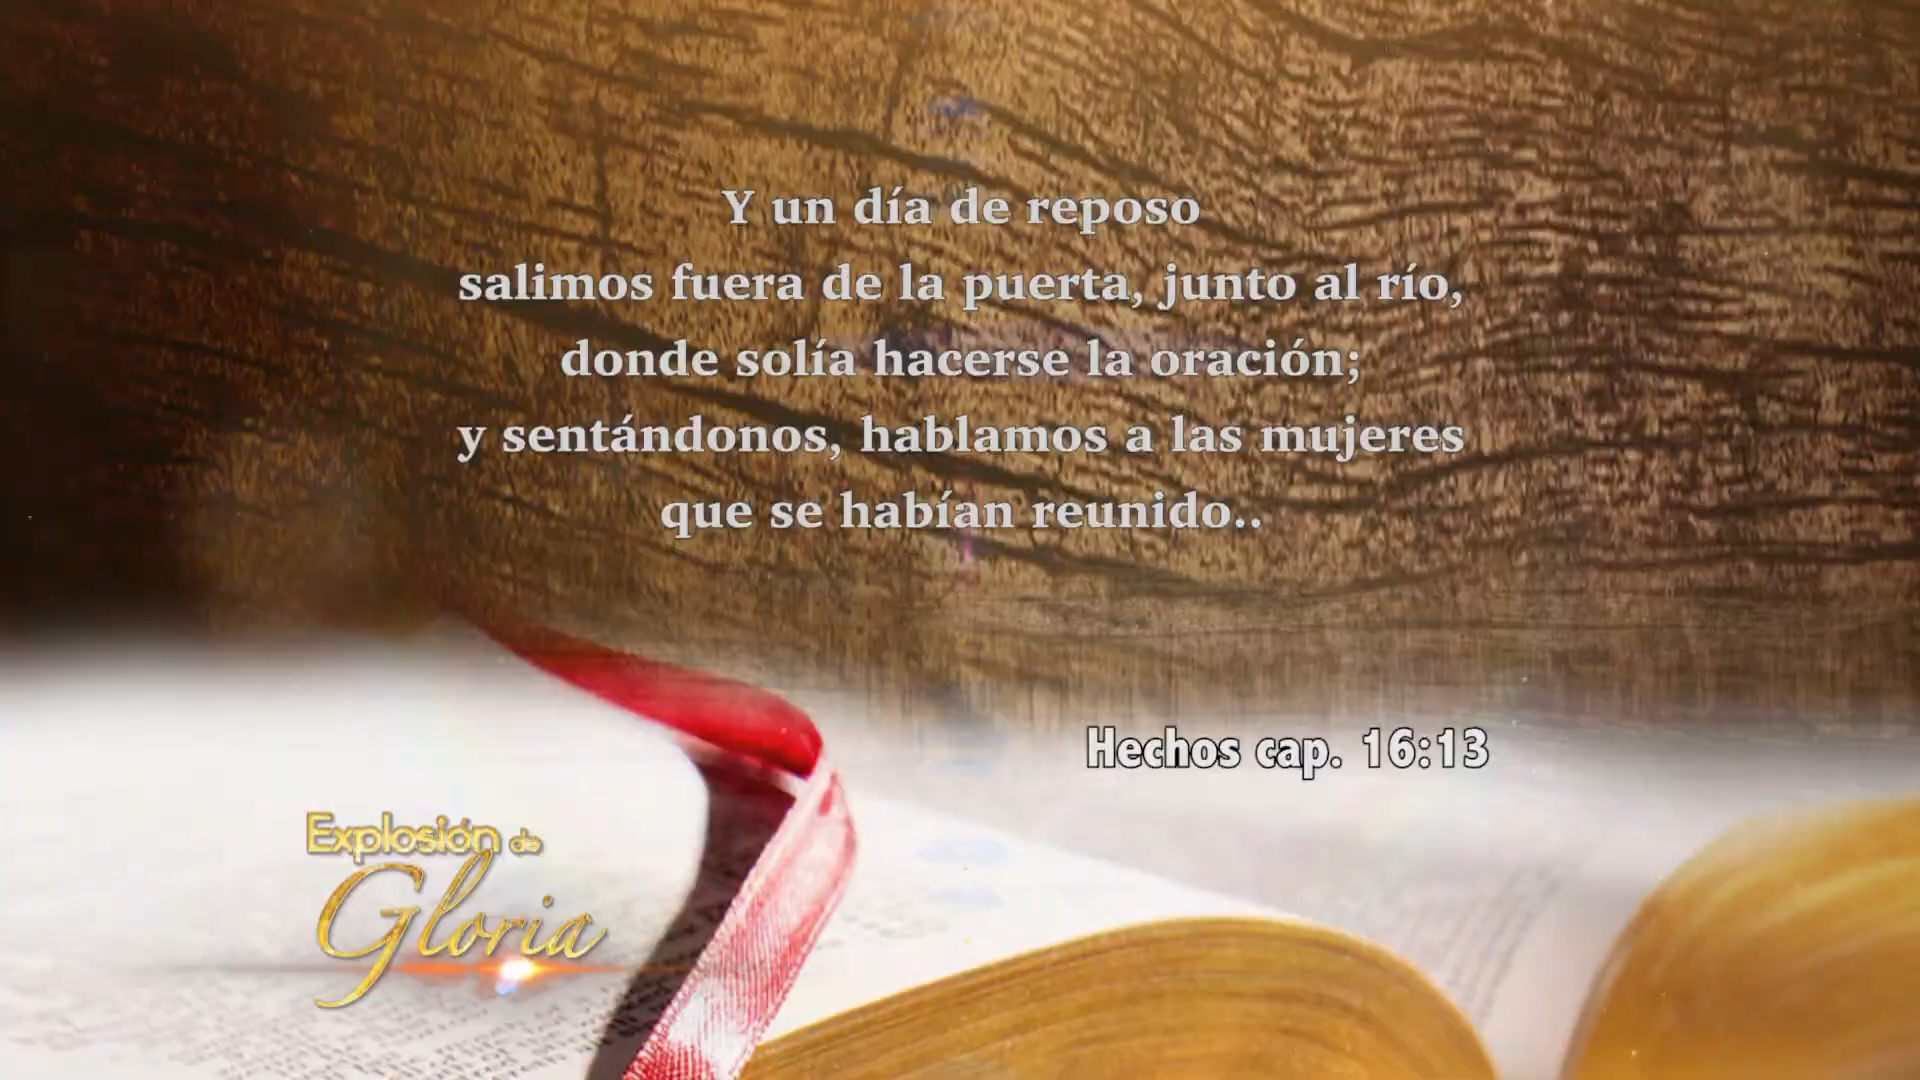 Y un día de reposo
salimos fuera de la puerta, junto al río,
donde solía hacerse la oración;
y sentándonos, hablamos a las mujeres
que se habían reunido..
Hechos cap. 16:13
Explosión de
Gloria